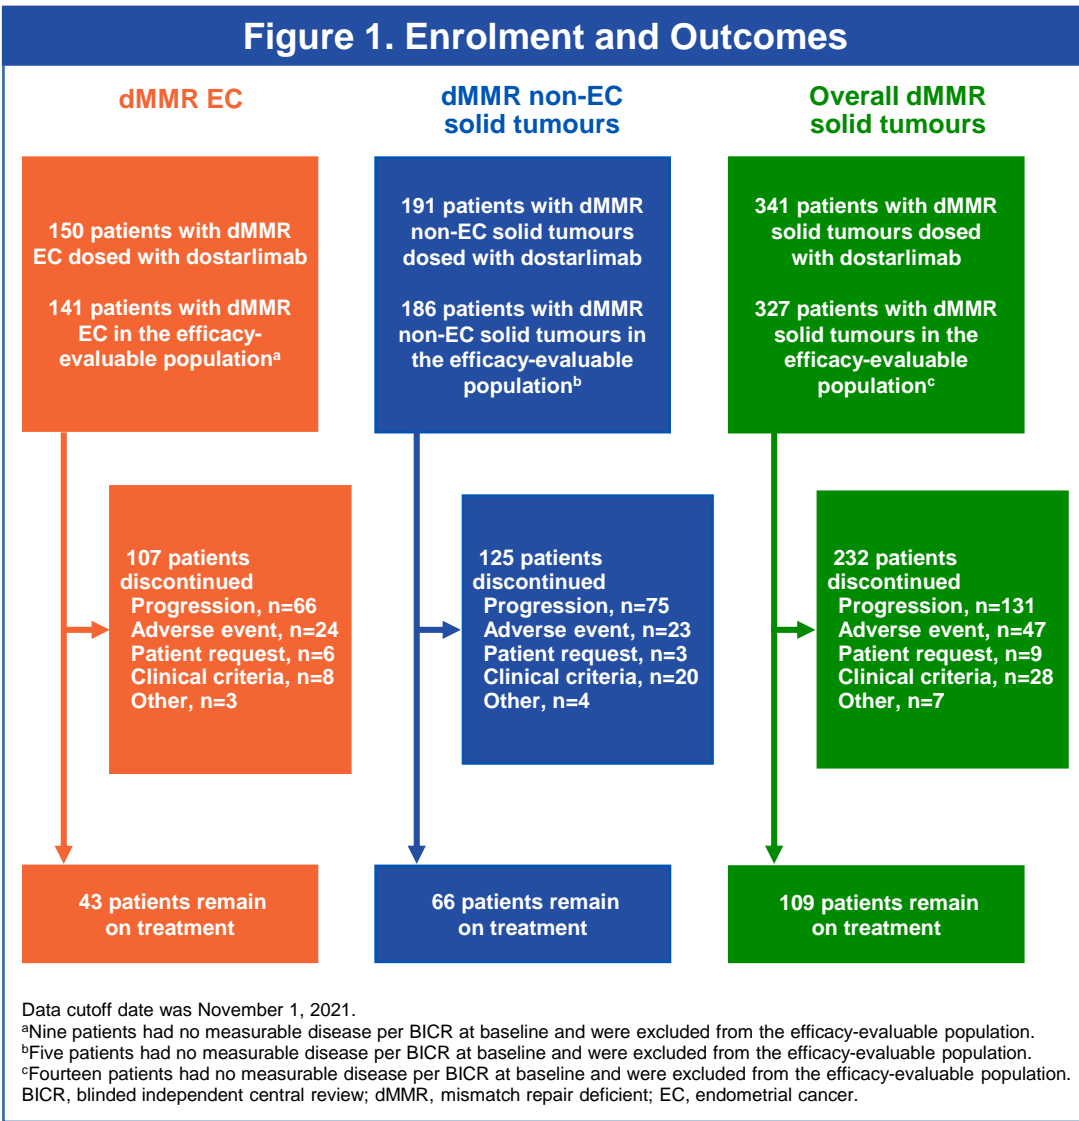 Figure 1. Enrolment and Outcomes
dMMR EC
150 patients with dMMR
EC dosed with dostarlimab
141 patients with dMMR
EC in the efficacy-
evaluable populationᵃ
107 patients
discontinued
Progression, n=66
Adverse event, n=24
Patient request, n=6
Clinical criteria, n=8
Other, n=3
43 patients remain
on treatment
dMMR non-EC
solid tumours
191 patients with dMMR
non-EC solid tumours
dosed with dostarlimab
186 patients with dMMR
non-EC solid tumours in
the efficacy-evaluable
populationᵇ
125 patients
discontinued
Progression, n=75
Adverse event, n=23
Patient request, n=3
Clinical criteria, n=20
Other, n=4
66 patients remain
on treatment
Overall dMMR
solid tumours
341 patients with dMMR
solid tumours dosed
with dostarlimab
327 patients with dMMR
solid tumours in the
efficacy-evaluable
populationᶜ
232 patients
discontinued
Progression, n=131
Adverse event, n=47
Patient request, n=9
Clinical criteria, n=28
Other, n=7
109 patients remain
on treatment
Data cutoff date was November 1, 2021.
ᵃNine patients had no measurable disease per BICR at baseline and were excluded from the efficacy-evaluable population.
ᵇFive patients had no measurable disease per BICR at baseline and were excluded from the efficacy-evaluable population.
ᶜFourteen patients had no measurable disease per BICR at baseline and were excluded from the efficacy-evaluable population.
BICR, blinded independent central review; dMMR, mismatch repair deficient; EC, endometrial cancer.